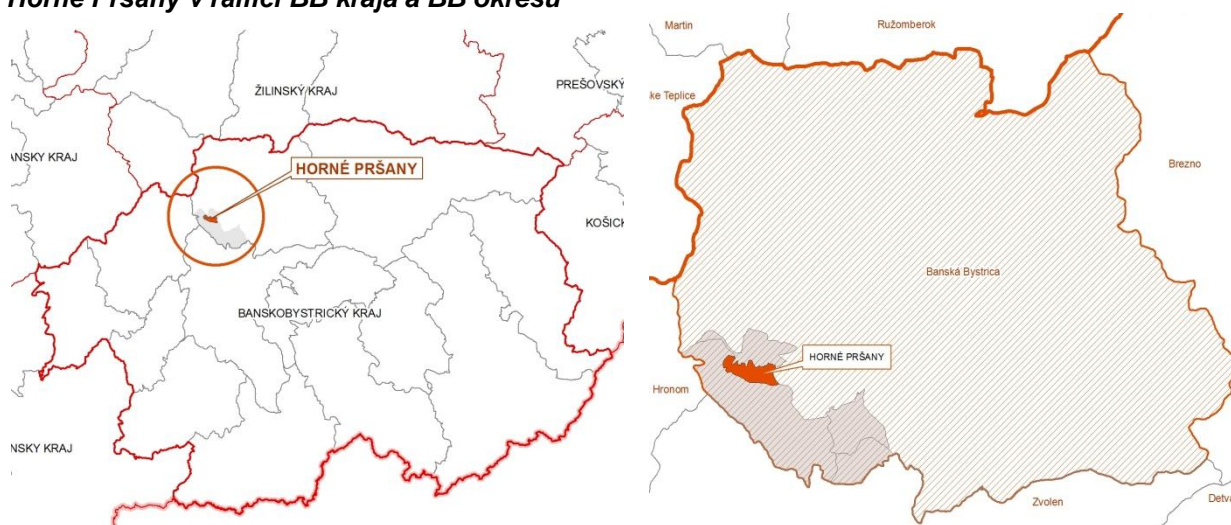 Horné Pršany v rámci BB kraja a BB okresu
ŽILINSKÝ KRAJ
PREŠOVSKÝ
ANSKY KRAJ
HORNÉ PRŠANY
KOŠICK
BANSKOBYSTRICKÝ KRAJ
NSKY KRAJ
Martin
Ružomberok
ke Teplice
Brezno
Banská Bystrica
HORNÉ PRŠANY
Hronom
Zvolen
Detva